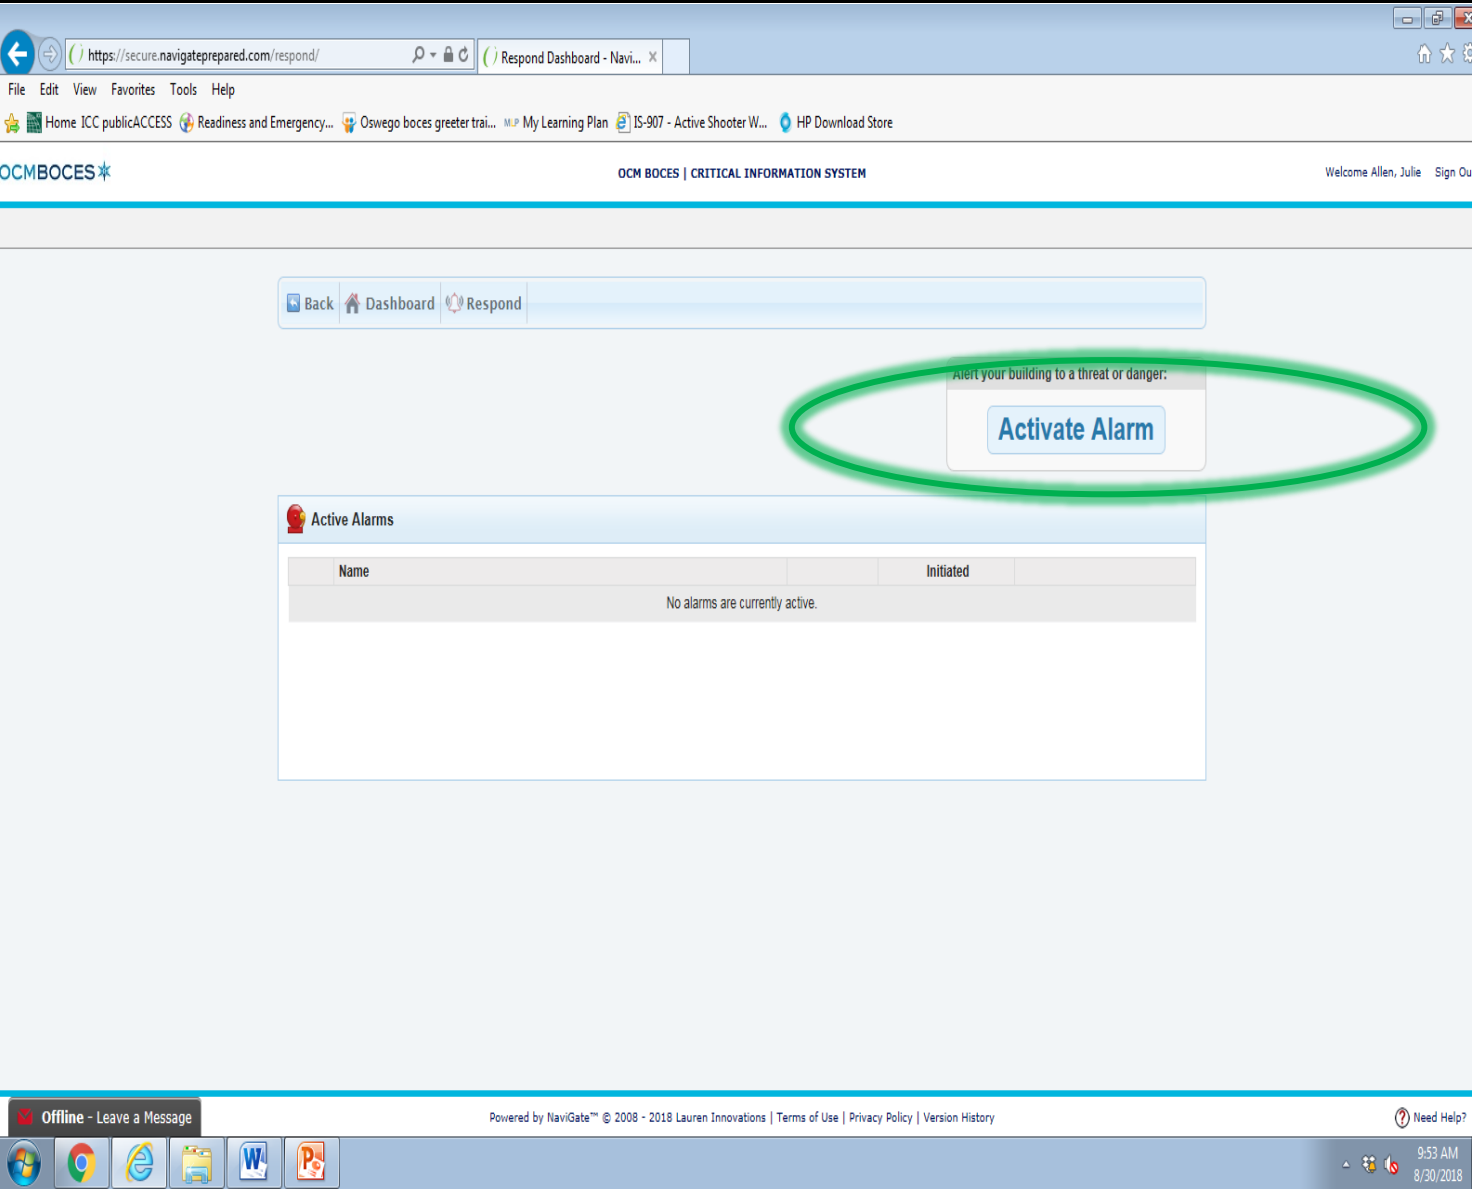 https://secure.navigateprepared.com/respond/
Respond Dashboard - Navi...
File Edit View Favorites Tools Help
Home ICC publicACCESS Readiness and Emergency... Oswego boces greeter trai... M.P My Learning Plan IS-907 - Active Shooter W... HP Download Store
OCMBOCES
OCM BOCES | CRITICAL INFORMATION SYSTEM
Welcome Allen, Julie Sign Ou
Back Dashboard Respond
Alert your building to a threat or danger:
Activate Alarm
Active Alarms
Name Initiated
No alarms are currently active.
Offline - Leave a Message
Powered by NaviGate™ © 2008 - 2018 Lauren Innovations | Terms of Use | Privacy Policy | Version History
Need Help?
9:53 AM
8/30/2018